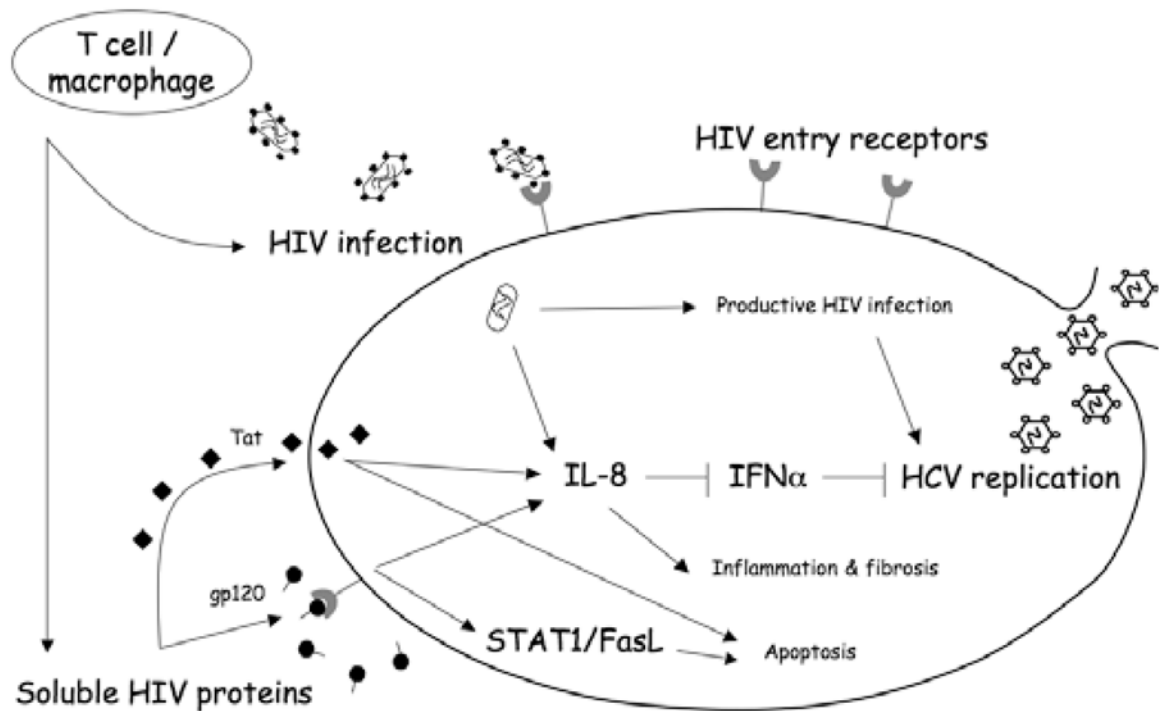 T cell /
macrophage
HIV entry receptors
HIV infection
Productive HIV infection
Tat
IL-8
IFNα
HCV replication
Inflammation & fibrosis
gp120
STAT1/FasL
Apoptosis
Soluble HIV proteins